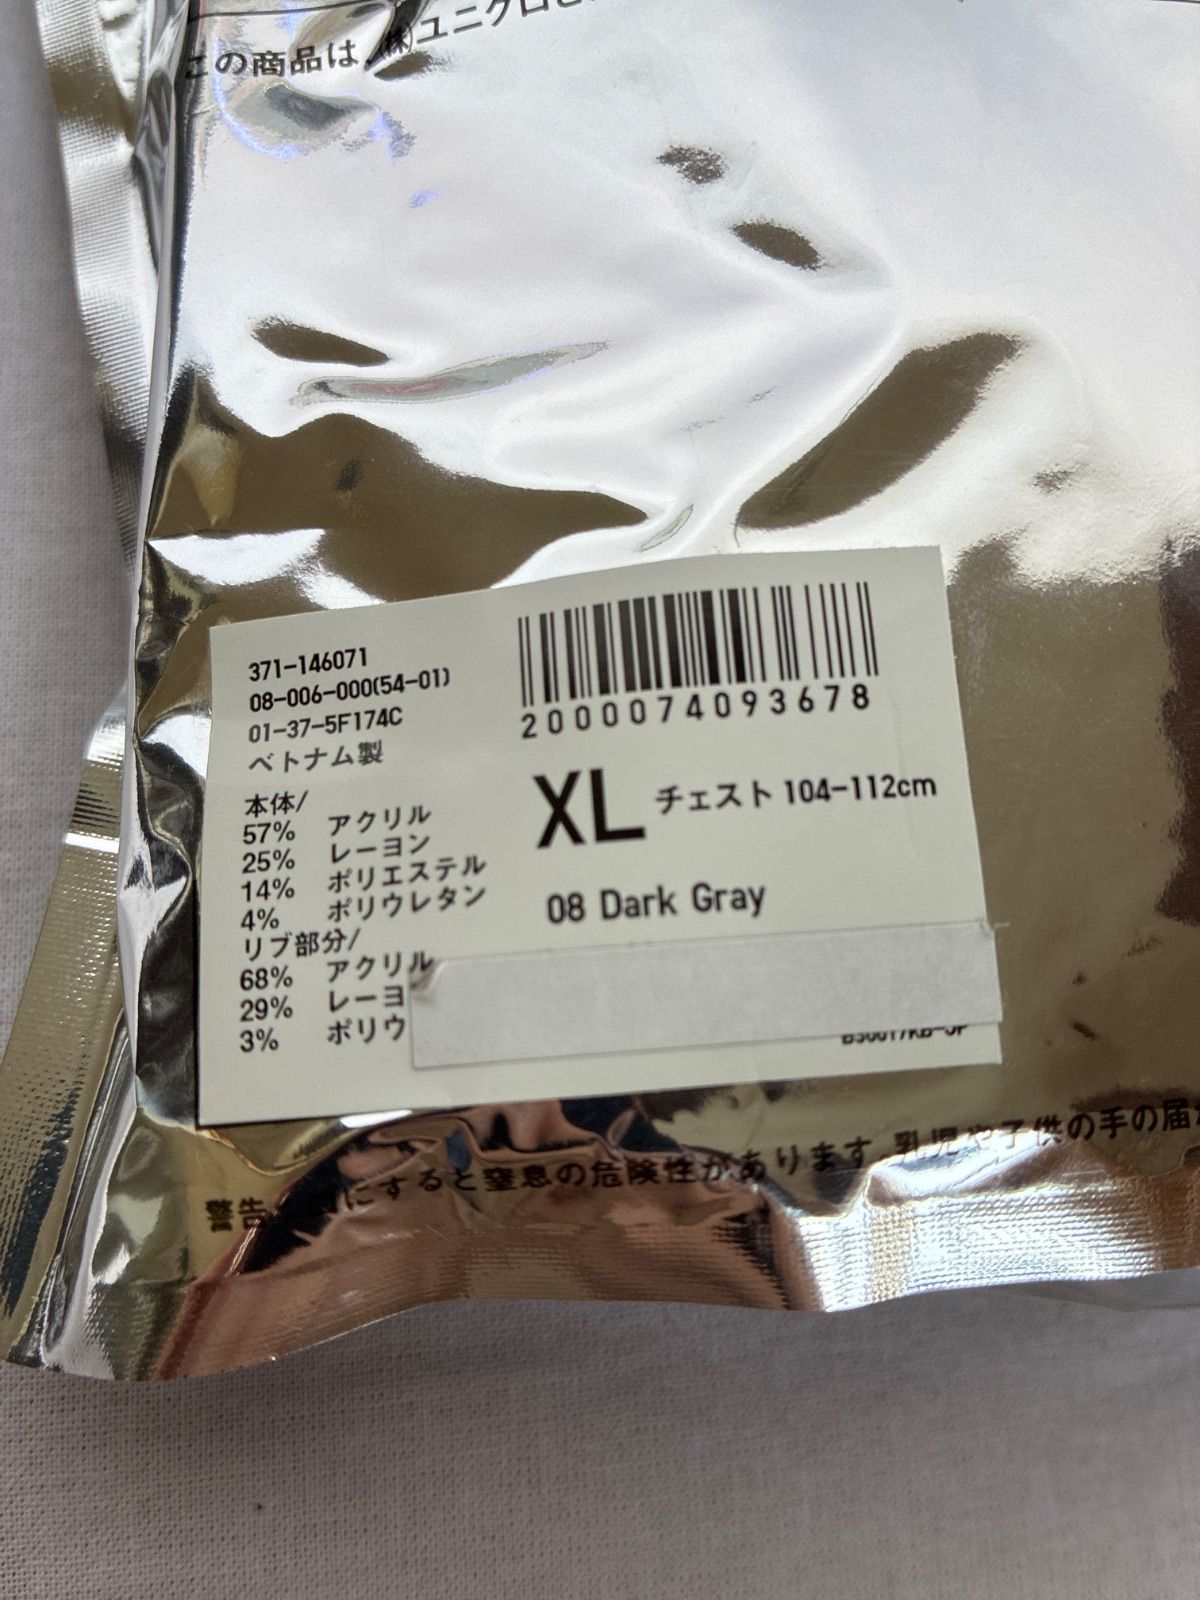 この商品は、(株)ユニクロ
371-146071
08-006-000(54-01)
01-37-5F174C
ベトナム製
本体/
57% アクリル
25% レーヨン
14% ポリエステル
4% ポリウレタン
リブ部分/
68% アクリル
29% レーヨ
3% ポリウ
2000074093678
XL チェスト 104-112cm
08 Dark Gray
警告 にすると窒息の危険性があります。乳児や子供の手の届